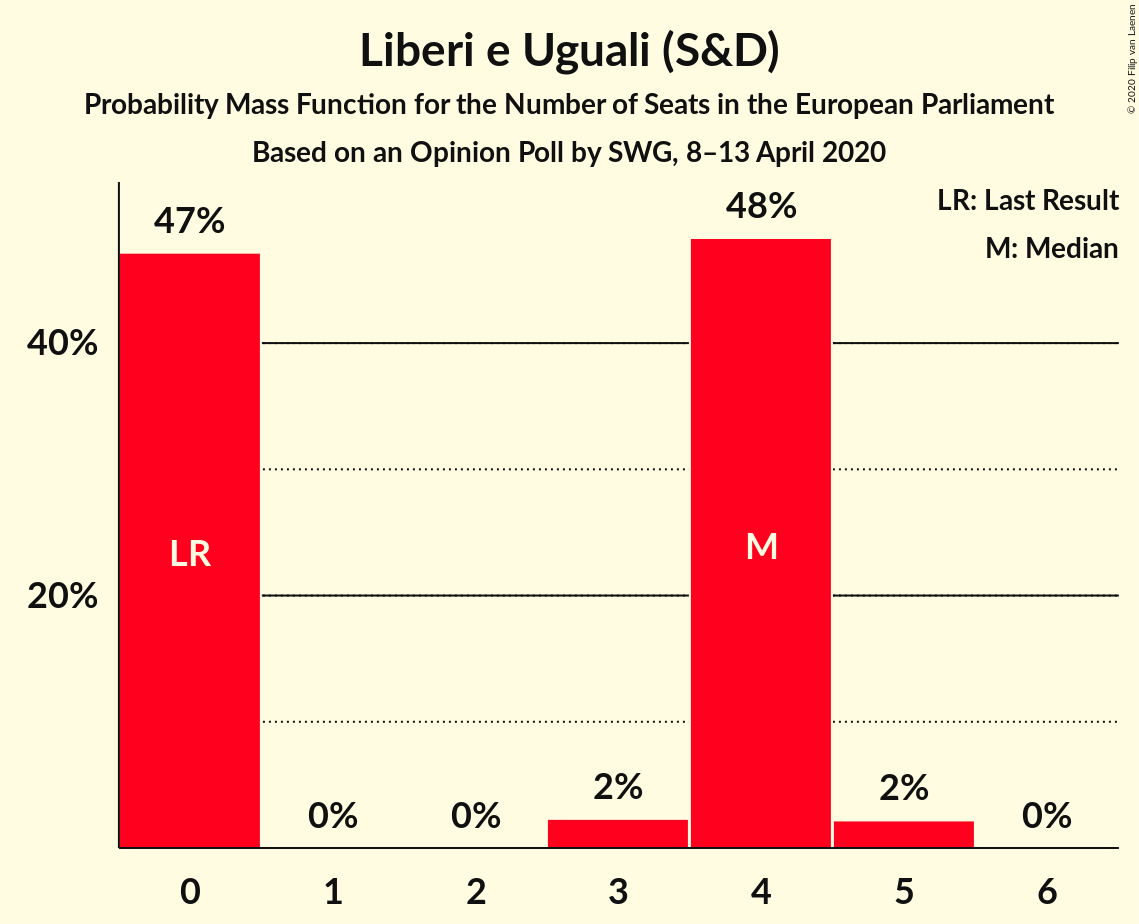 Liberi e Uguali (S&D)
Probability Mass Function for the Number of Seats in the European Parliament
Based on an Opinion Poll by SWG, 8–13 April 2020
© 2020 Filip van Laenen
LR: Last Result
M: Median
47%
48%
40%
LR
M
20%
0%
0%
2%
2%
0%
0
1
2
3
4
5
6